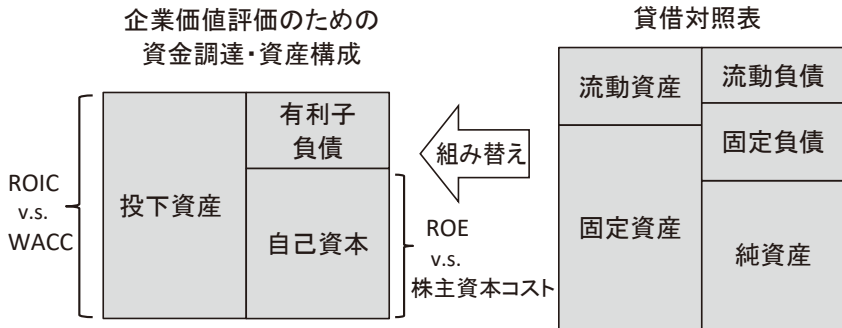 企業価値評価のための
資金調達・資産構成
ROIC
v.s.
WACC
投下資産
有利子
負債
自己資本
ROE
v.s.
株主資本コスト
組み替え
貸借対照表
流動資産
固定資産
流動負債
固定負債
純資産